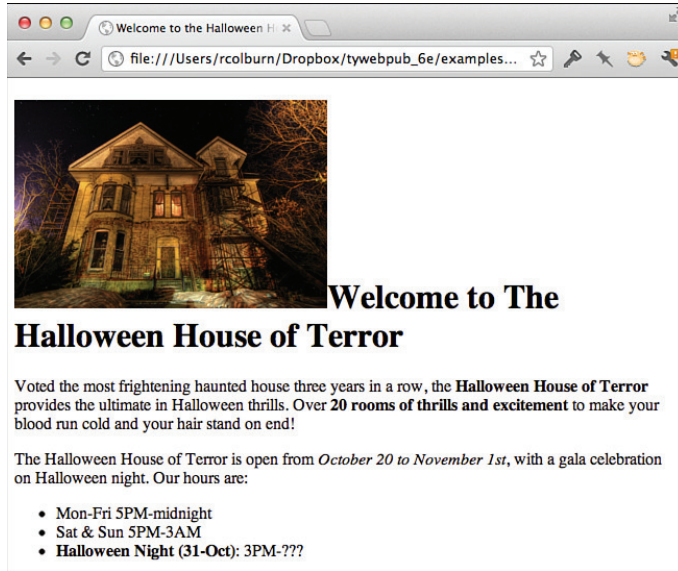 Welcome to the Halloween H
file:///Users/rcolburn/Dropbox/tywebpub_6e/examples...
Welcome to The
Halloween House of Terror
Voted the most frightening haunted house three years in a row, the Halloween House of Terror
provides the ultimate in Halloween thrills. Over 20 rooms of thrills and excitement to make your
blood run cold and your hair stand on end!
The Halloween House of Terror is open from October 20 to November 1st, with a gala celebration
on Halloween night. Our hours are:
• Mon-Fri 5PM-midnight
• Sat & Sun 5PM-3AM
• Halloween Night (31-Oct): 3PM-???